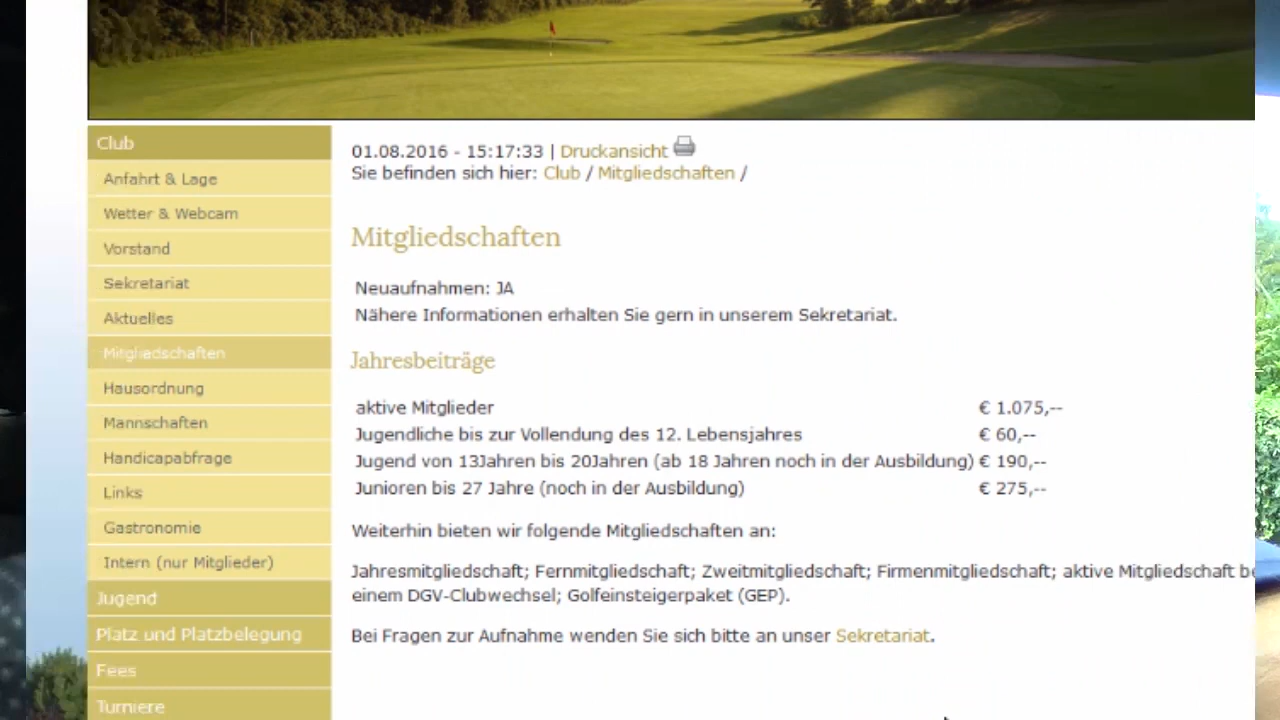 Club
Anfahrt & Lage
Wetter & Webcam
Vorstand
Sekretariat
Aktuelles
Mitgliedschaften
Hausordnung
Mannschaften
Handicapabfrage
Links
Gastronomie
Intern (nur Mitglieder)
Jugend
Platz und Platzbelegung
Fees
Turniere
01.08.2016 - 15:17:33 | Druckansicht
Sie befinden sich hier: Club / Mitgliedschaften /
Mitgliedschaften
Neuaufnahmen: JA
Nähere Informationen erhalten Sie gern in unserem Sekretariat.
Jahresbeiträge
aktive Mitglieder € 1.075,--
Jugendliche bis zur Vollendung des 12. Lebensjahres € 60,--
Jugend von 13Jahren bis 20Jahren (ab 18 Jahren noch in der Ausbildung) € 190,--
Junioren bis 27 Jahre (noch in der Ausbildung) € 275,--
Weiterhin bieten wir folgende Mitgliedschaften an:
Jahresmitgliedschaft; Fernmitgliedschaft; Zweitmitgliedschaft; Firmenmitgliedschaft; aktive Mitgliedschaft be
einem DGV-Clubwechsel; Golfeinsteigerpaket (GEP).
Bei Fragen zur Aufnahme wenden Sie sich bitte an unser Sekretariat.